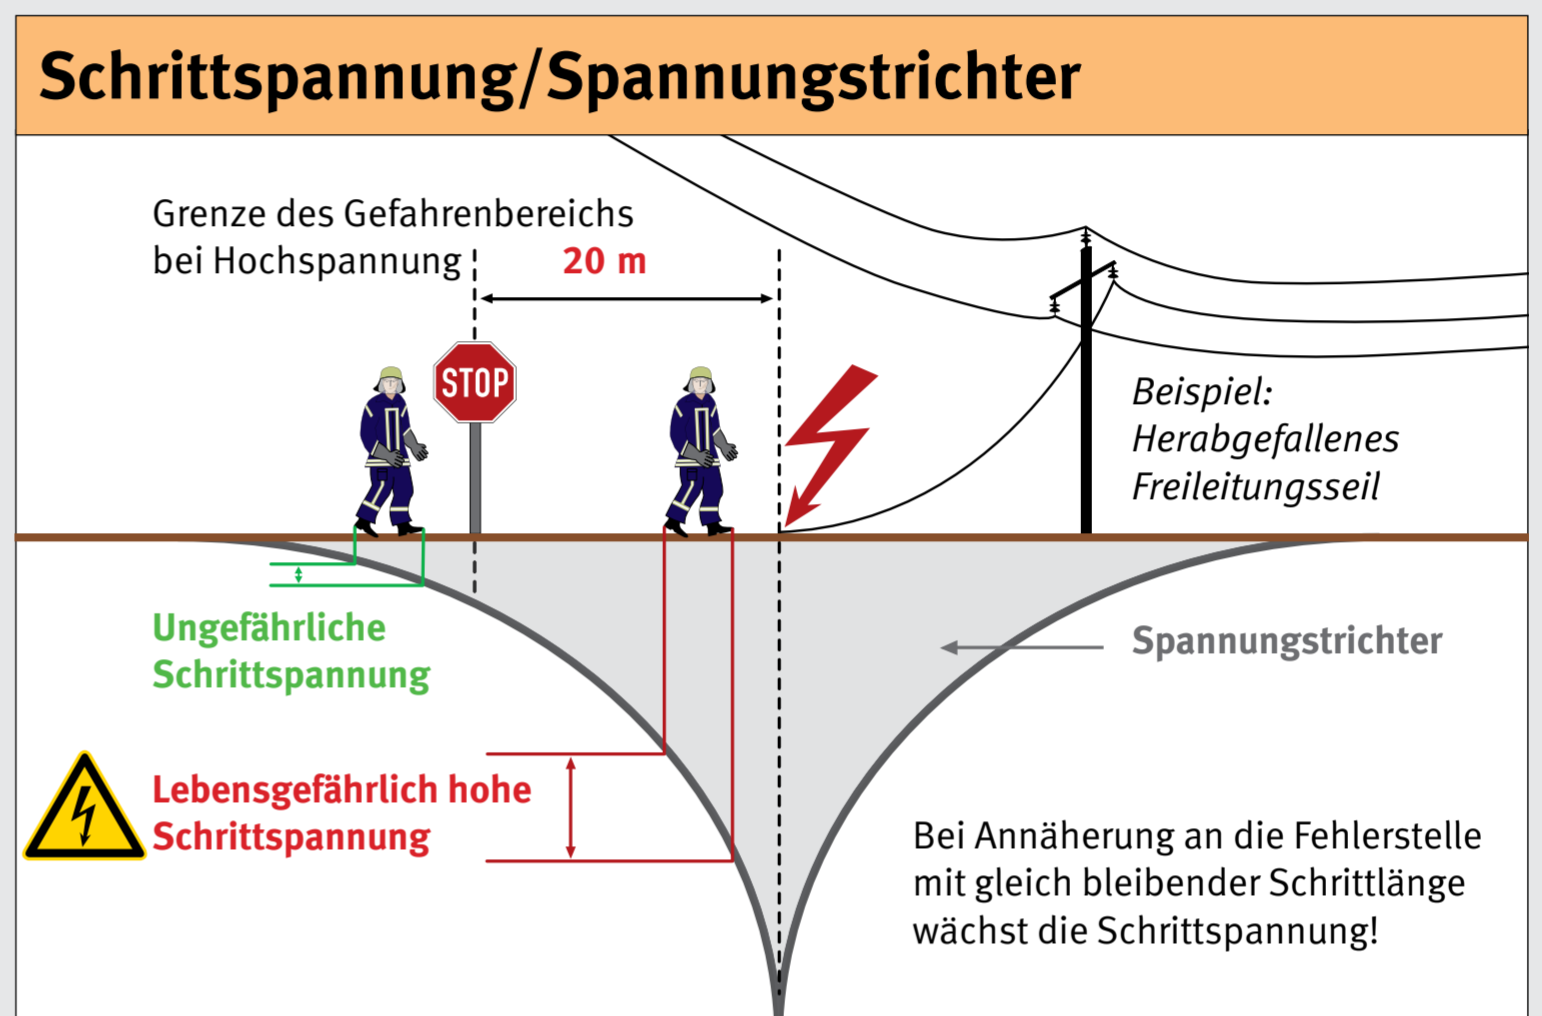 Schrittspannung/Spannungstrichter
Grenze des Gefahrenbereichs
bei Hochspannung
20 m
STOP
Beispiel:
Herabgefallenes
Freileitungsseil
Ungefährliche
Schrittspannung
Spannungstrichter
Lebensgefährlich hohe
Schrittspannung
Bei Annäherung an die Fehlerstelle
mit gleich bleibender Schrittlänge
wächst die Schrittspannung!